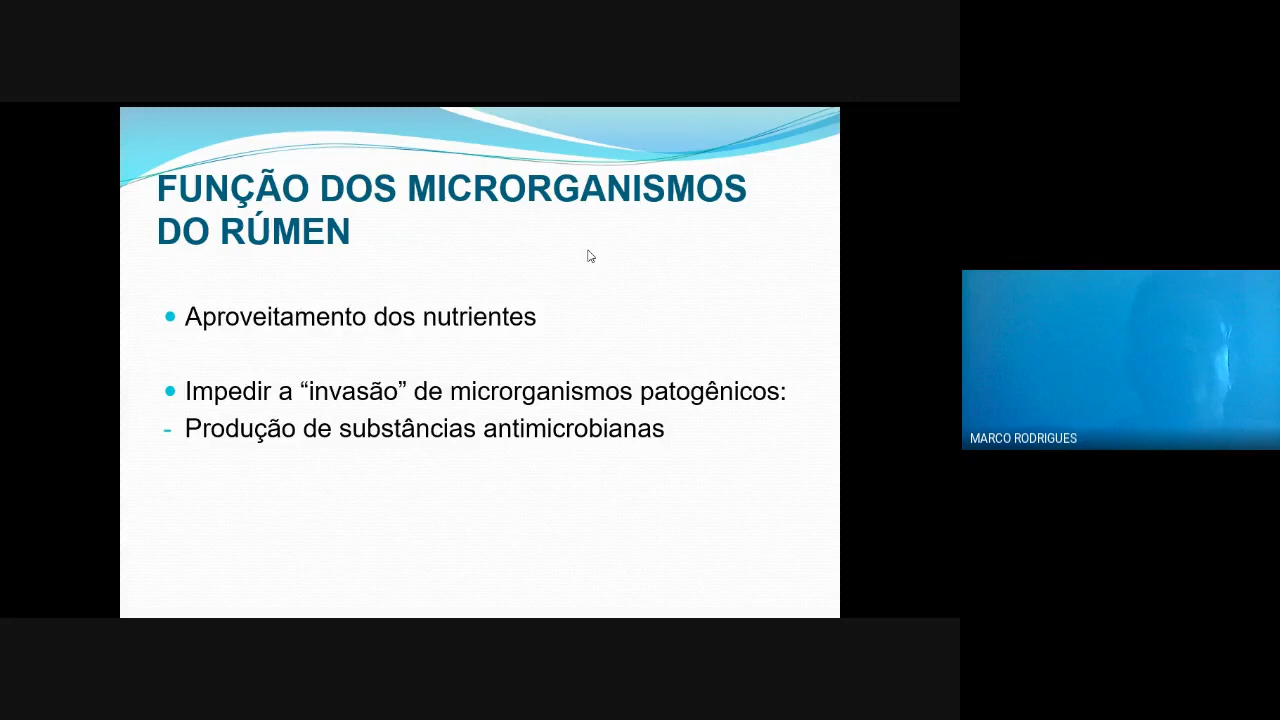 FUNÇÃO DOS MICRORGANISMOS
DO RÚMEN
• Aproveitamento dos nutrientes
• Impedir a “invasão” de microrganismos patogênicos:
- Produção de substâncias antimicrobianas
MARCO RODRIGUES